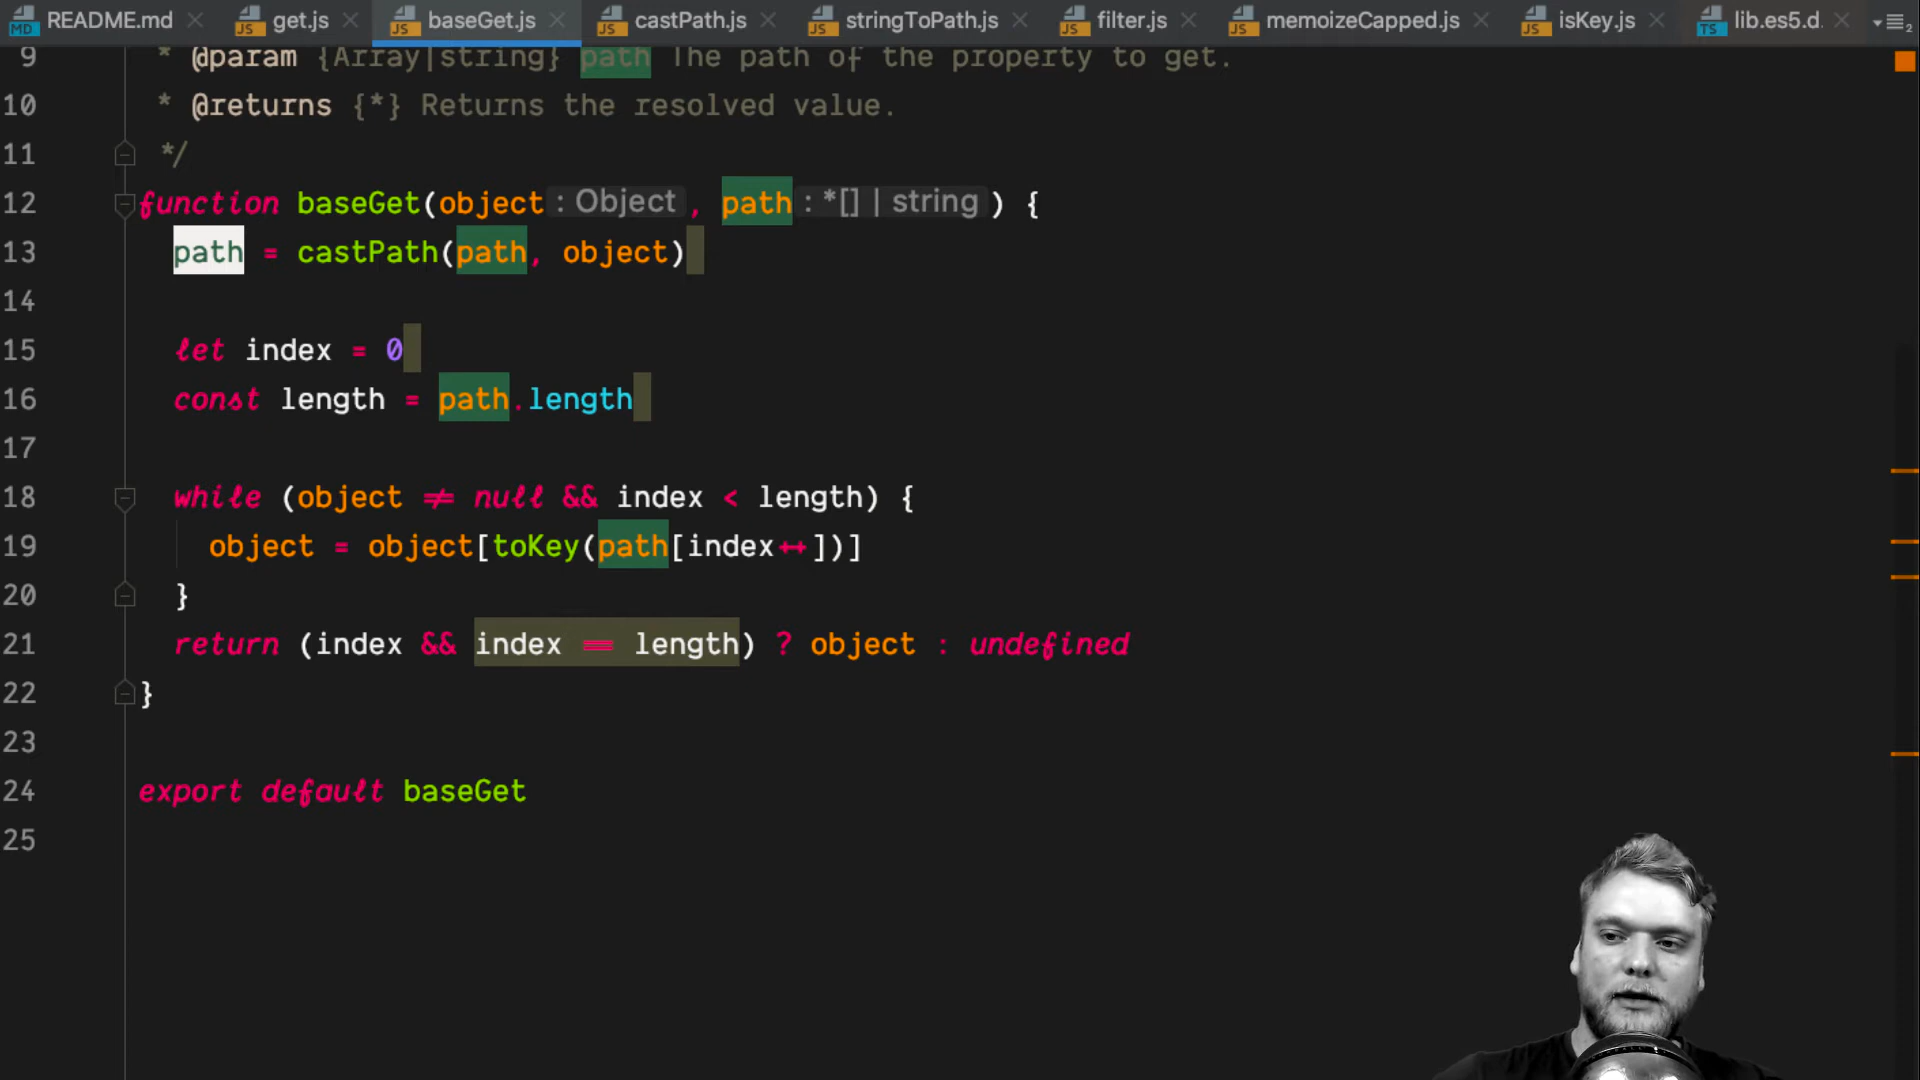 README.md get.js baseGet.js castPath.js stringToPath.js filter.js memoizeCapped.js isKey.js lib.es5.d.
9 * @param {Array|string} path The path of the property to get.
10 * @returns {*} Returns the resolved value.
11 */
12 function baseGet(object : Object , path : *[] | string ) {
13 path = castPath(path, object)
14
15 let index = 0
16 const length = path.length
17
18 while (object ≠ null && index < length) {
19 object = object[toKey(path[index++])]
20 }
21 return (index && index == length) ? object : undefined
22 }
23
24 export default baseGet
25